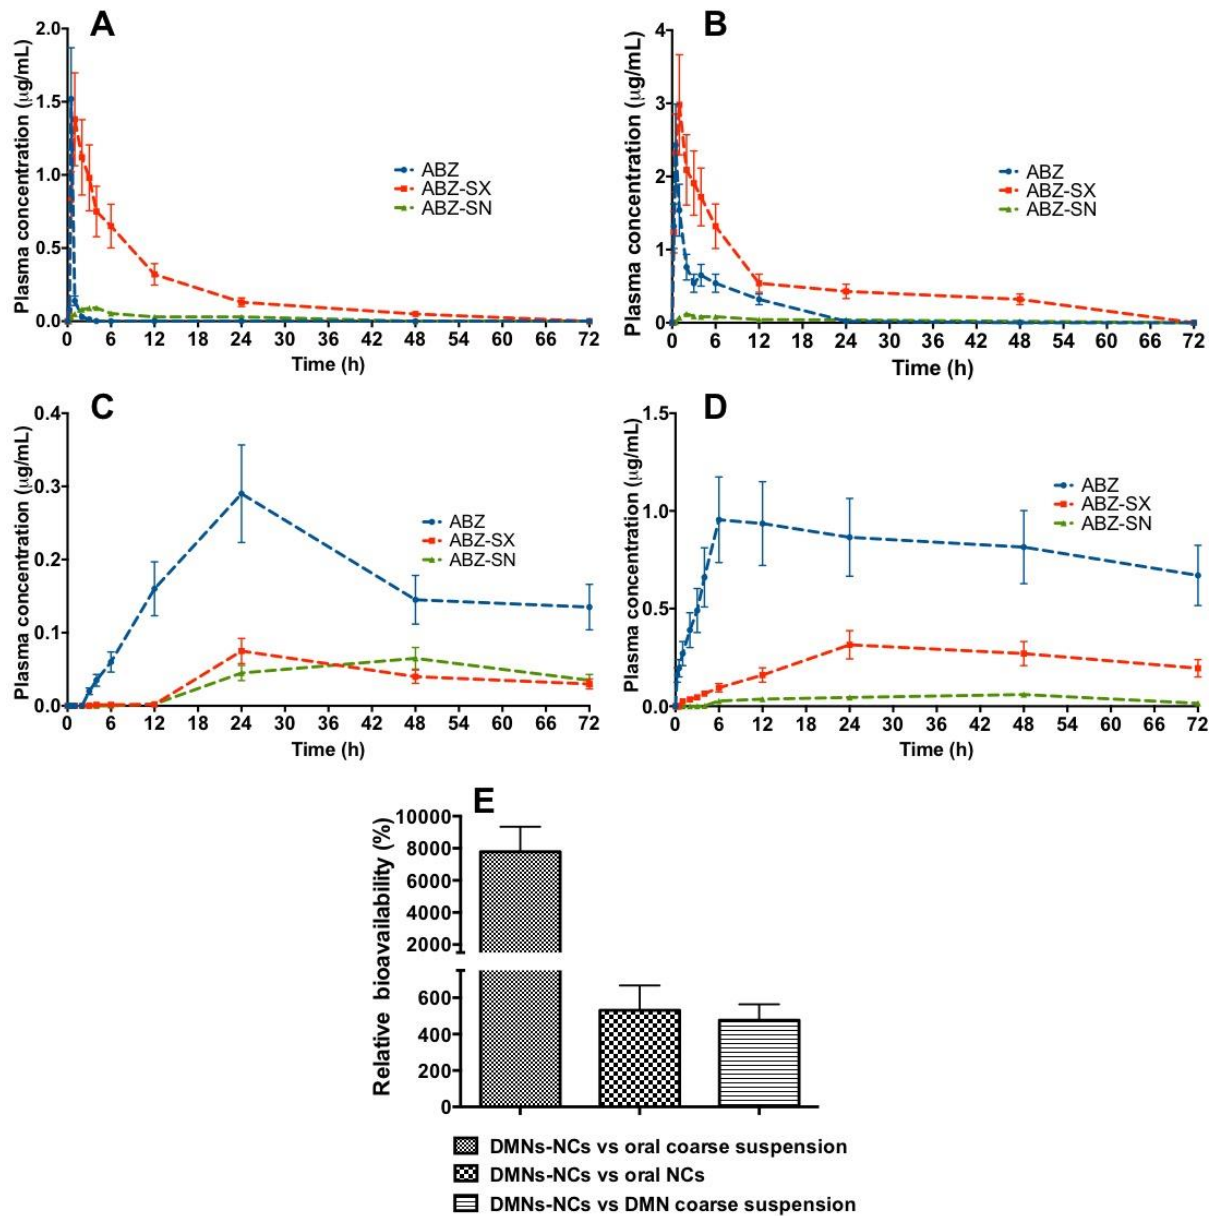 A
Plasma concentration (μg/mL)
2.0
1.5
1.0
0.5
0.0
ABZ
ABZ-SX
ABZ-SN
0 6 12 18 24 30 36 42 48 54 60 66 72
Time (h)
B
Plasma concentration (μg/mL)
4
3
2
1
0
ABZ
ABZ-SX
ABZ-SN
0 6 12 18 24 30 36 42 48 54 60 66 72
Time (h)
C
Plasma concentration (μg/mL)
0.4
0.3
0.2
0.1
0.0
ABZ
ABZ-SX
ABZ-SN
0 6 12 18 24 30 36 42 48 54 60 66 72
Time (h)
D
Plasma concentration (μg/mL)
1.5
1.0
0.5
0.0
ABZ
ABZ-SX
ABZ-SN
0 6 12 18 24 30 36 42 48 54 60 66 72
Time (h)
E
Relative bioavailability (%)
10000
8000
6000
4000
2000
600
400
200
0
DMNs-NCs vs oral coarse suspension
DMNs-NCs vs oral NCs
DMNs-NCs vs DMN coarse suspension